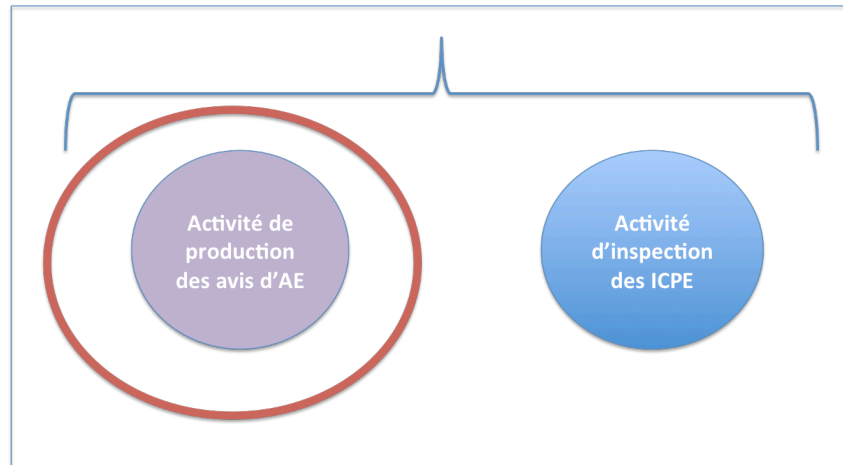 Activité de
production
des avis d’AE
Activité
d’inspection
des ICPE